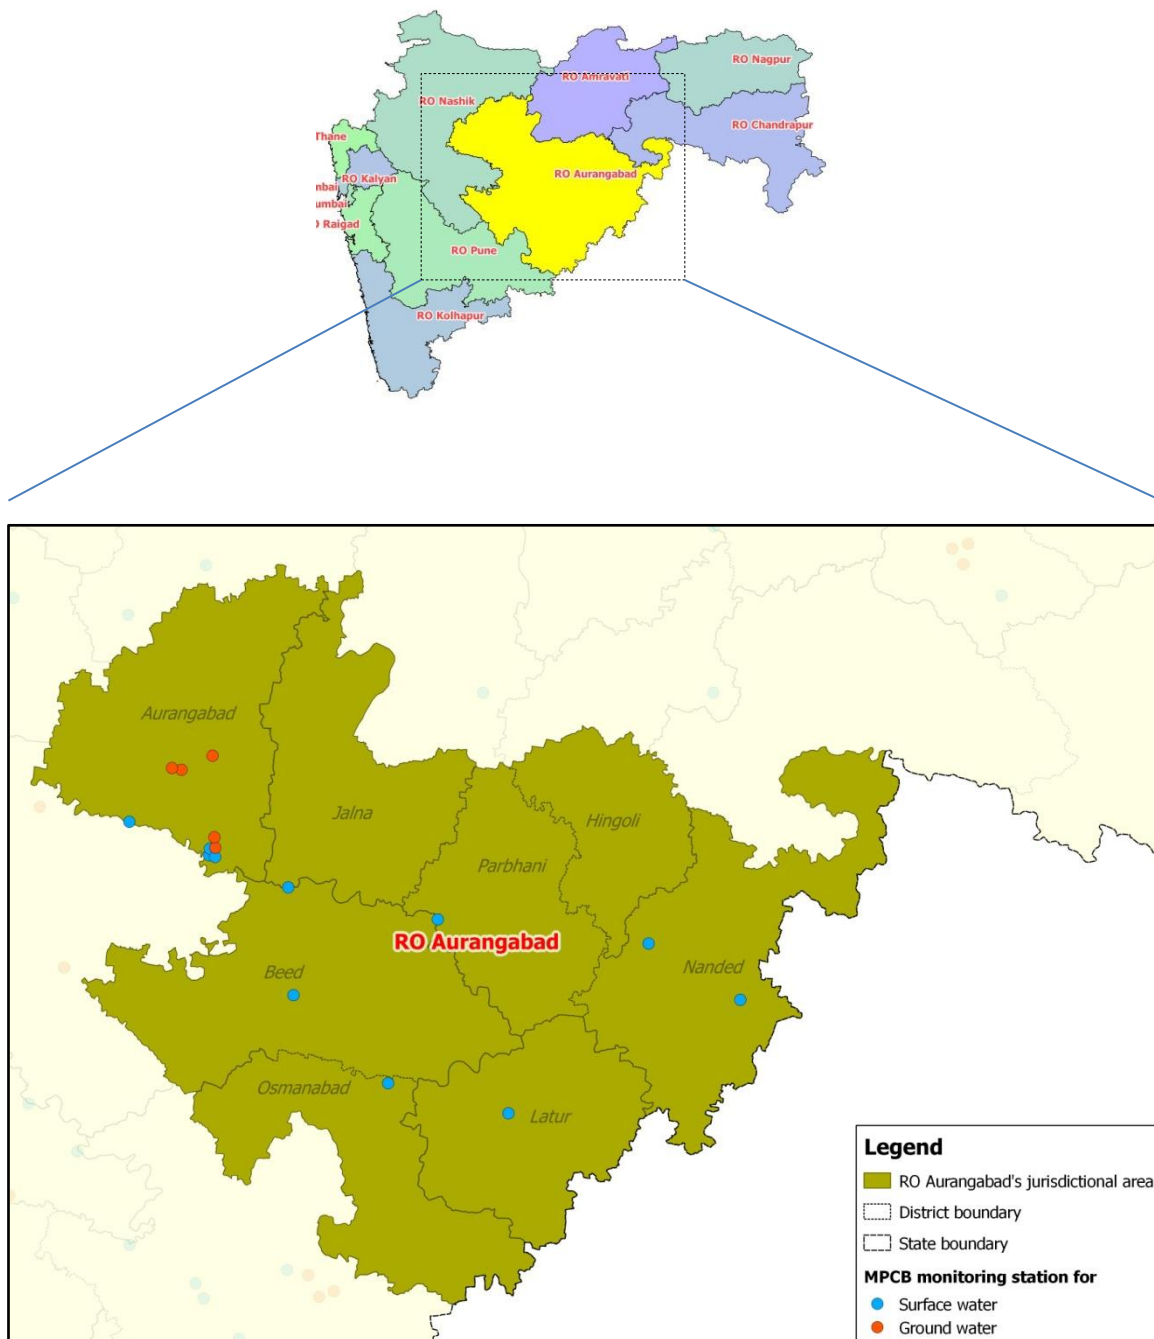 RO Nagpur
RO Amravati
RO Nashik
RO Chandrapur
Thane
RO Aurangabad
RO Kalyan
nbai
umbai
Raigad
RO Pune
RO Kolhapur
Aurangabad
Jalna
Hingoli
Parbhani
RO Aurangabad
Beed
Nanded
Osmanabad
Latur
Legend
RO Aurangabad's jurisdictional area
District boundary
State boundary
MPCB monitoring station for
Surface water
Ground water